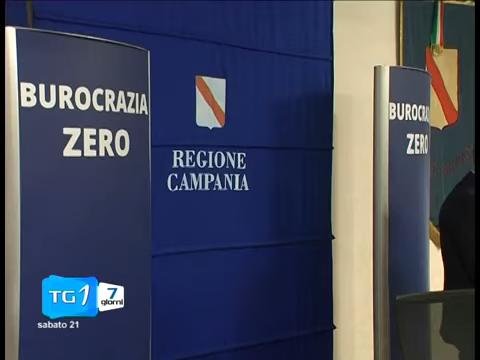 BUROCRAZIA
ZERO
REGIONE
CAMPANIA
BUROCRA
ZERO
TG1
7
giorni
sabato 21